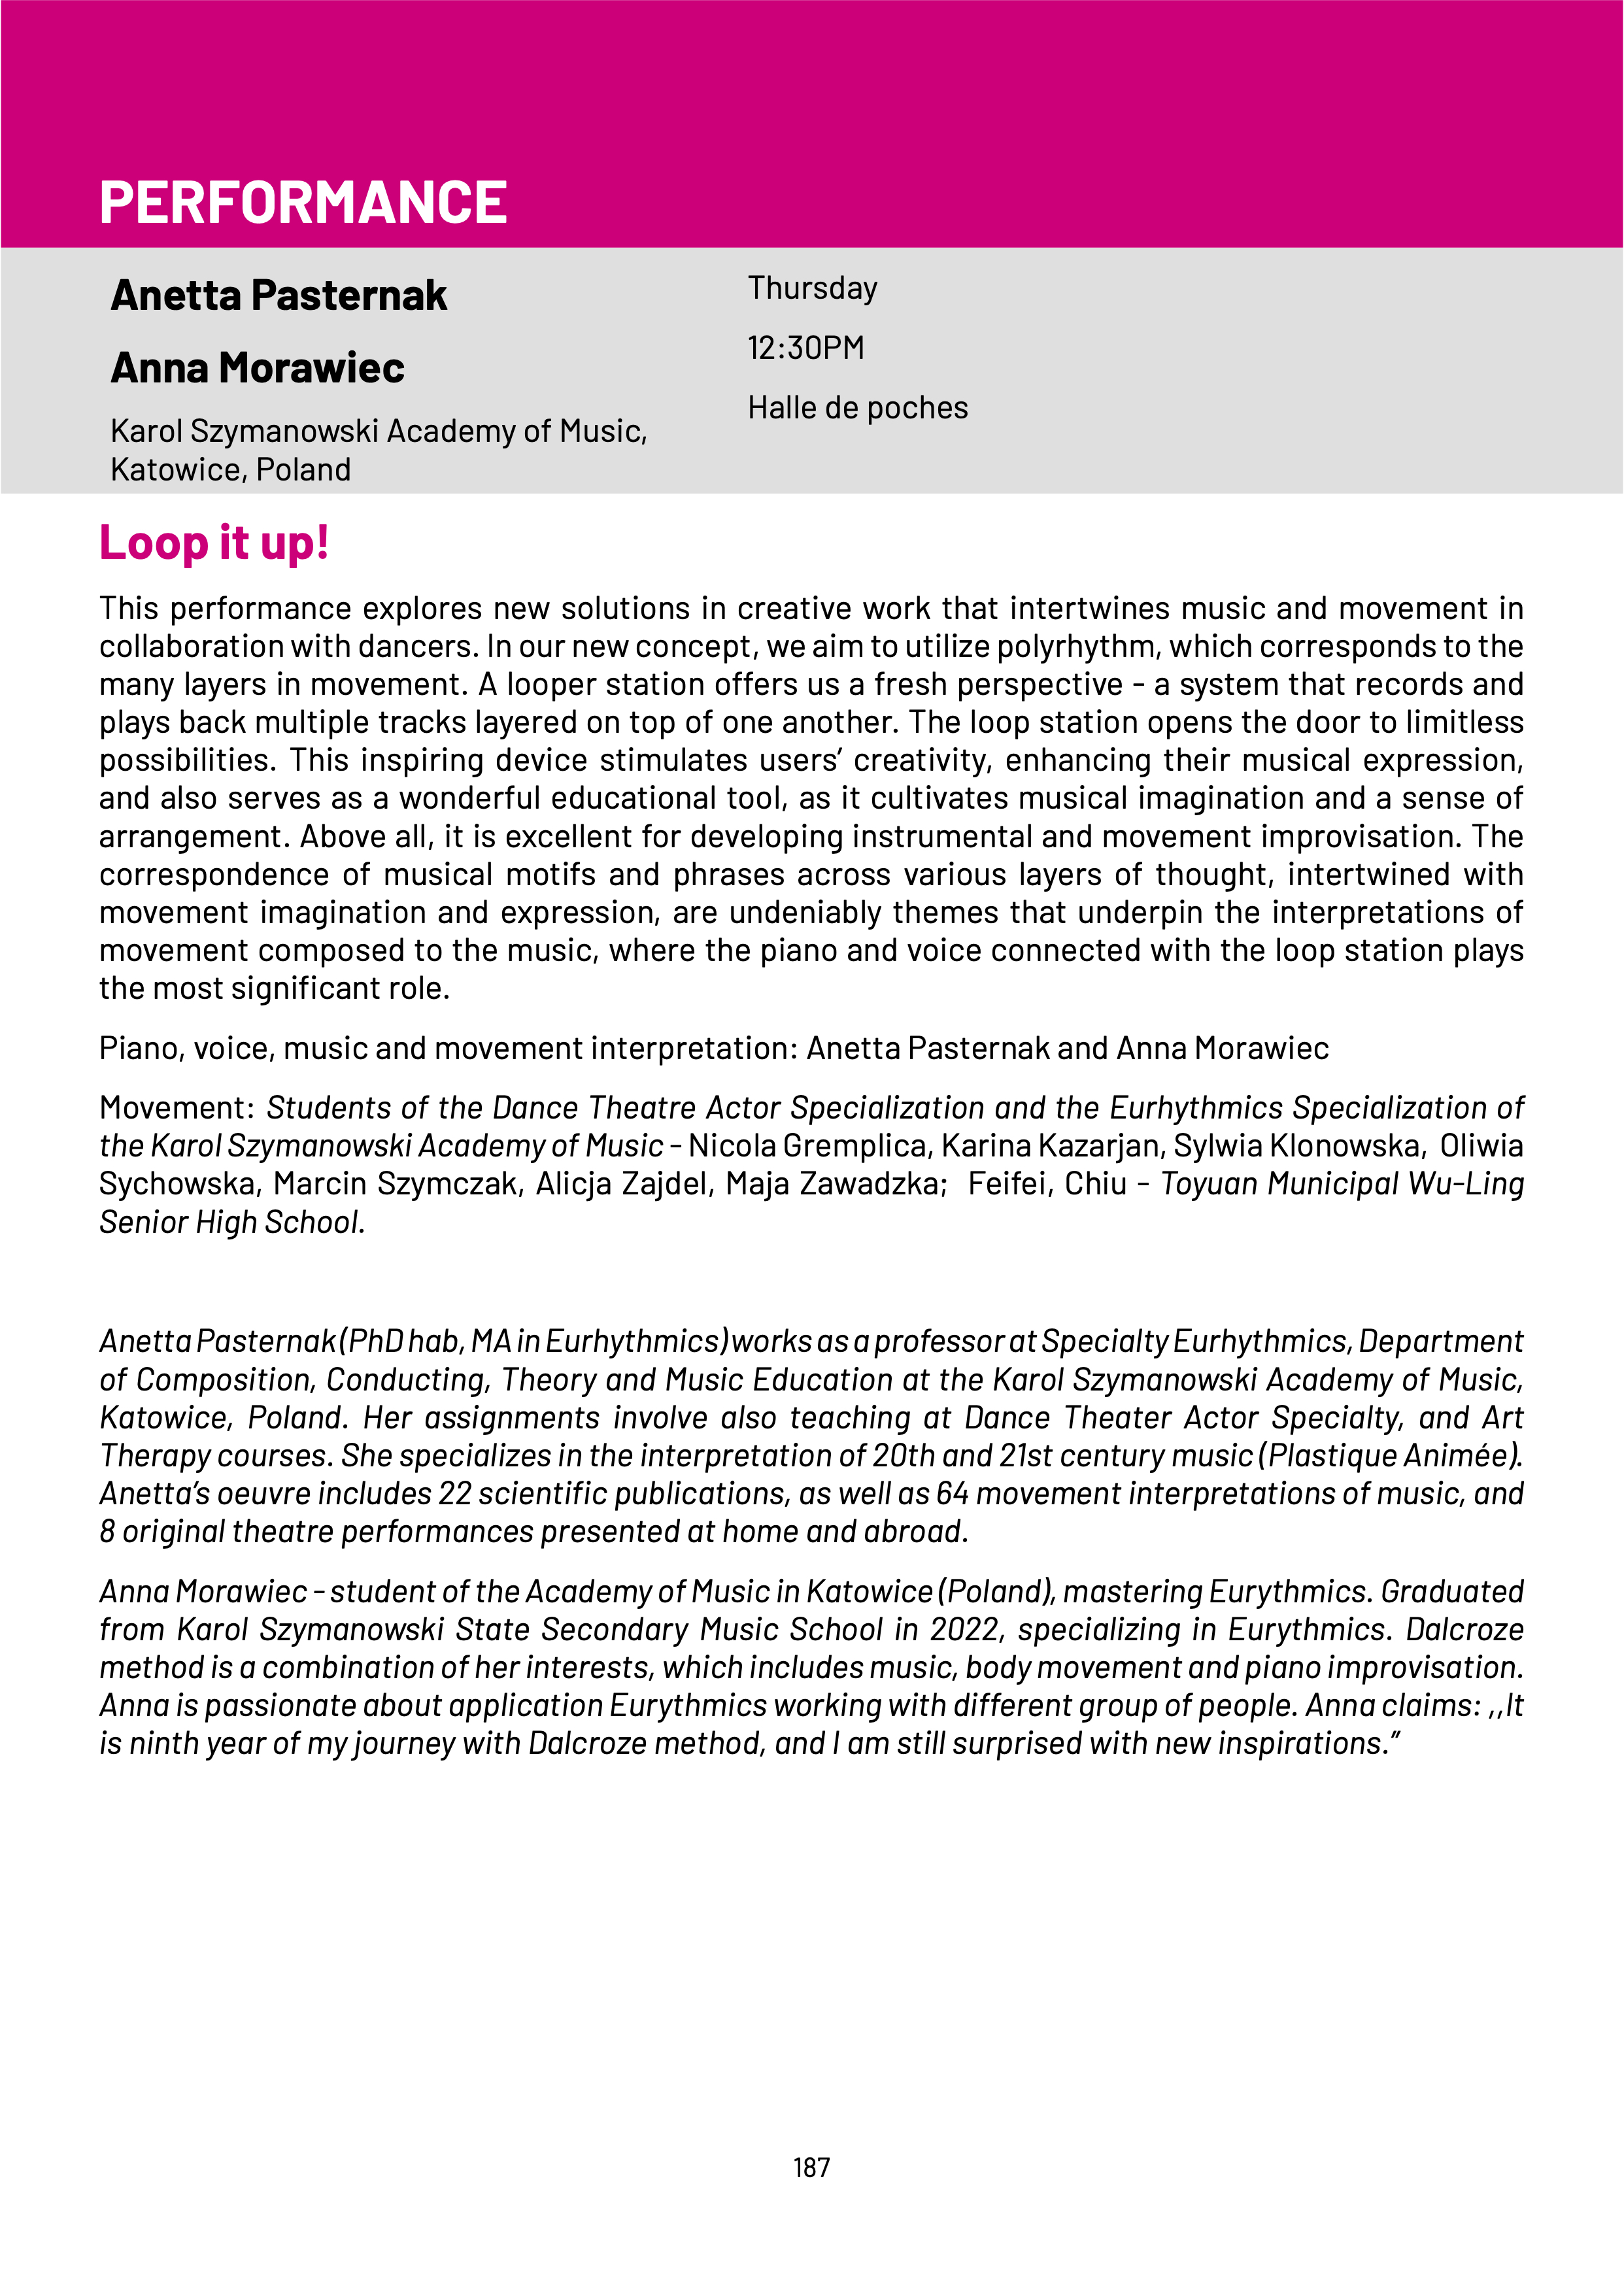 PERFORMANCE
Anetta Pasternak
Anna Morawiec
Karol Szymanowski Academy of Music,
Katowice, Poland
Thursday
12:30PM
Halle de poches
Loop it up!
This performance explores new solutions in creative work that intertwines music and movement in
collaboration with dancers. In our new concept, we aim to utilize polyrhythm, which corresponds to the
many layers in movement. A looper station offers us a fresh perspective - a system that records and
plays back multiple tracks layered on top of one another. The loop station opens the door to limitless
possibilities. This inspiring device stimulates users’ creativity, enhancing their musical expression,
and also serves as a wonderful educational tool, as it cultivates musical imagination and a sense of
arrangement. Above all, it is excellent for developing instrumental and movement improvisation. The
correspondence of musical motifs and phrases across various layers of thought, intertwined with
movement imagination and expression, are undeniably themes that underpin the interpretations of
movement composed to the music, where the piano and voice connected with the loop station plays
the most significant role.
Piano, voice, music and movement interpretation: Anetta Pasternak and Anna Morawiec
Movement: Students of the Dance Theatre Actor Specialization and the Eurhythmics Specialization of
the Karol Szymanowski Academy of Music - Nicola Gremplica, Karina Kazarjan, Sylwia Klonowska, Oliwia
Sychowska, Marcin Szymczak, Alicja Zajdel, Maja Zawadzka; Feifei, Chiu - Toyuan Municipal Wu-Ling
Senior High School.
Anetta Pasternak (PhD hab, MA in Eurhythmics) works as a professor at Specialty Eurhythmics, Department
of Composition, Conducting, Theory and Music Education at the Karol Szymanowski Academy of Music,
Katowice, Poland. Her assignments involve also teaching at Dance Theater Actor Specialty, and Art
Therapy courses. She specializes in the interpretation of 20th and 21st century music (Plastique Animée).
Anetta’s oeuvre includes 22 scientific publications, as well as 64 movement interpretations of music, and
8 original theatre performances presented at home and abroad.
Anna Morawiec - student of the Academy of Music in Katowice (Poland), mastering Eurythmics. Graduated
from Karol Szymanowski State Secondary Music School in 2022, specializing in Eurythmics. Dalcroze
method is a combination of her interests, which includes music, body movement and piano improvisation.
Anna is passionate about application Eurythmics working with different group of people. Anna claims: ,,It
is ninth year of my journey with Dalcroze method, and I am still surprised with new inspirations.”
187